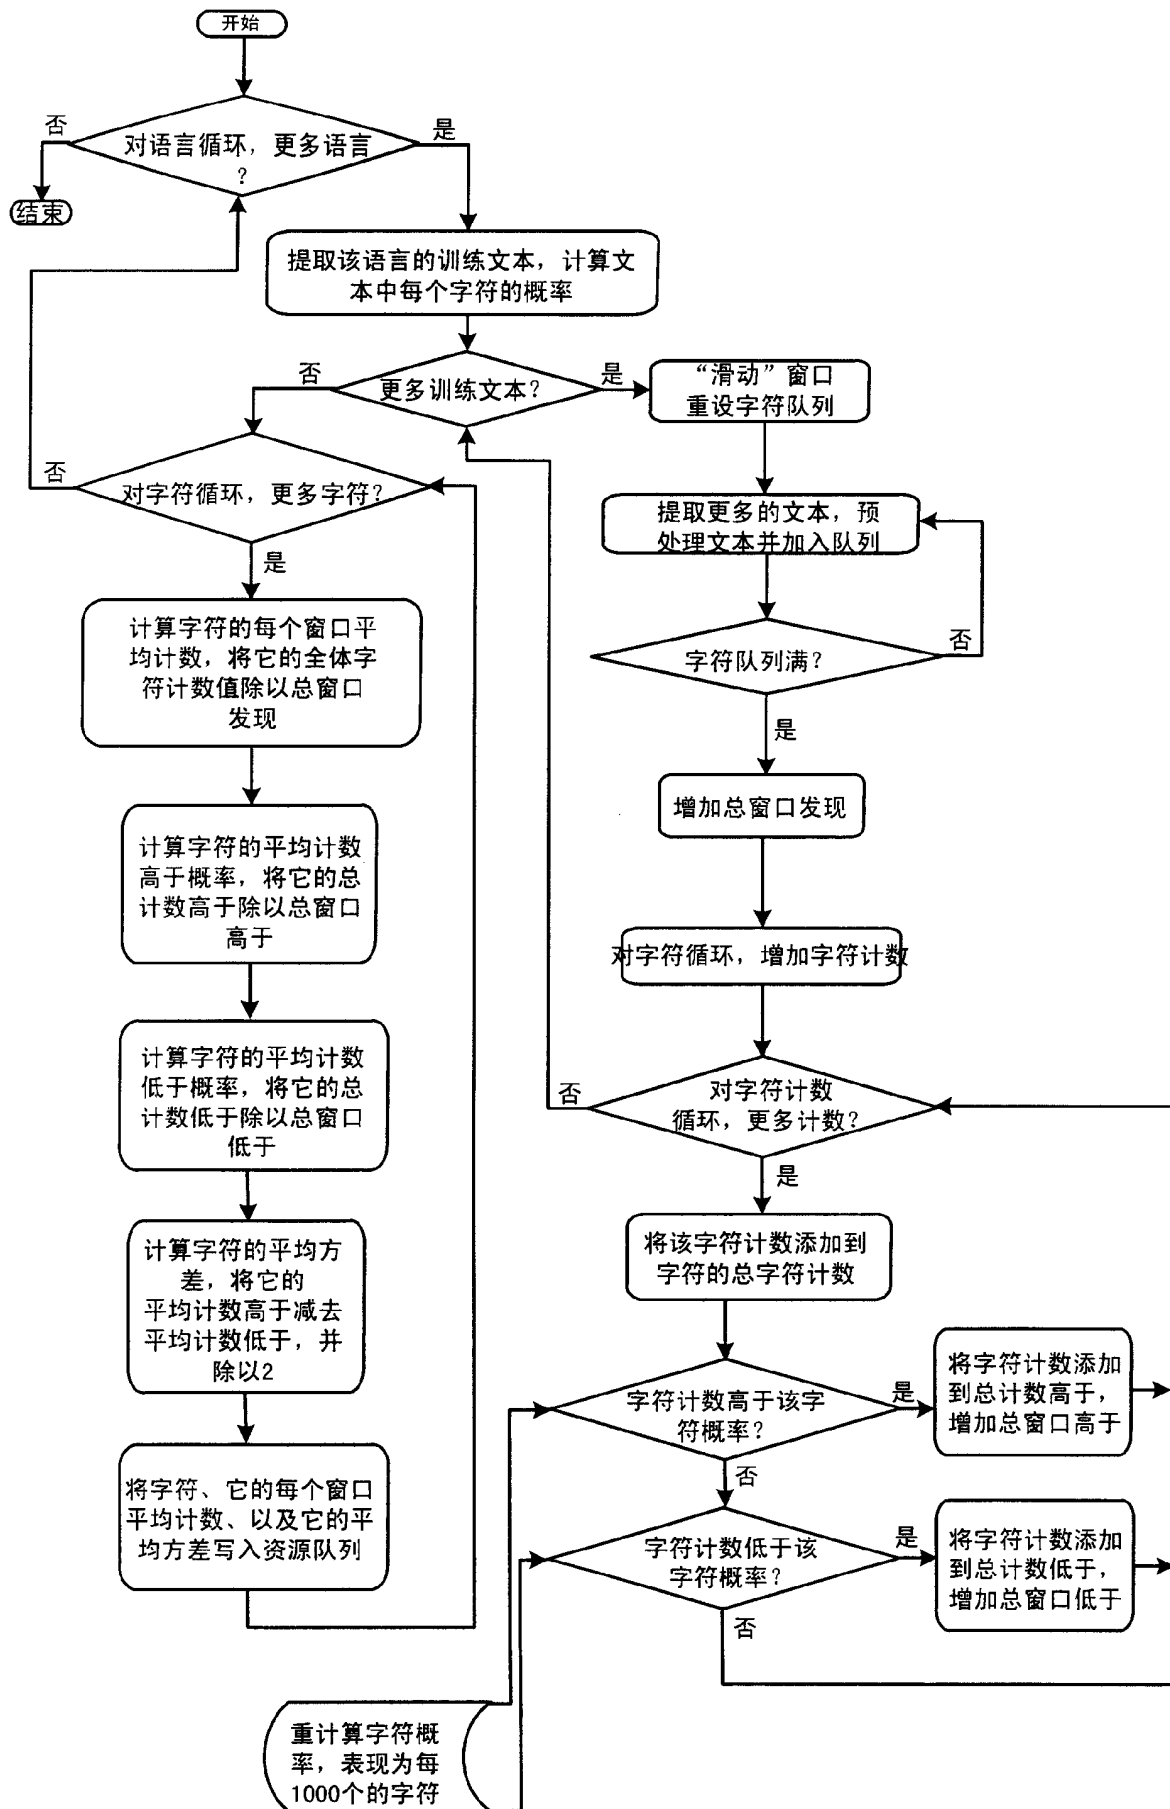 开始
否
是
对语言循环，更多语言
？
结束
提取该语言的训练文本，计算文
本中每个字符的概率
否
更多训练文本？
是
“滑动”窗口
重设字符队列
否
对字符循环，更多字符？
是
提取更多的文本，预
处理文本并加入队列
字符队列满？
否
是
计算字符的每个窗口平
均计数，将它的全体字
符计数值除以总窗口
发现
增加总窗口发现
计算字符的平均计数
高于概率，将它的总
计数高于除以总窗口
高于
对字符循环，增加字符计数
计算字符的平均计数
低于概率，将它的总
计数低于除以总窗口
低于
否
对字符计数
循环，更多计数？
是
计算字符的平均方
差，将它的
平均计数高于减去
平均计数低于，并
除以2
将该字符计数添加到
字符的总字符计数
字符计数高于该字
符概率？
是
将字符计数添加
到总计数高于，
增加总窗口高于
否
将字符、它的每个窗口
平均计数、以及它的平
均方差写入资源队列
字符计数低于该
字符概率？
是
将字符计数添加
到总计数低于，
增加总窗口低于
否
重计算字符概
率，表现为每
1000个的字符